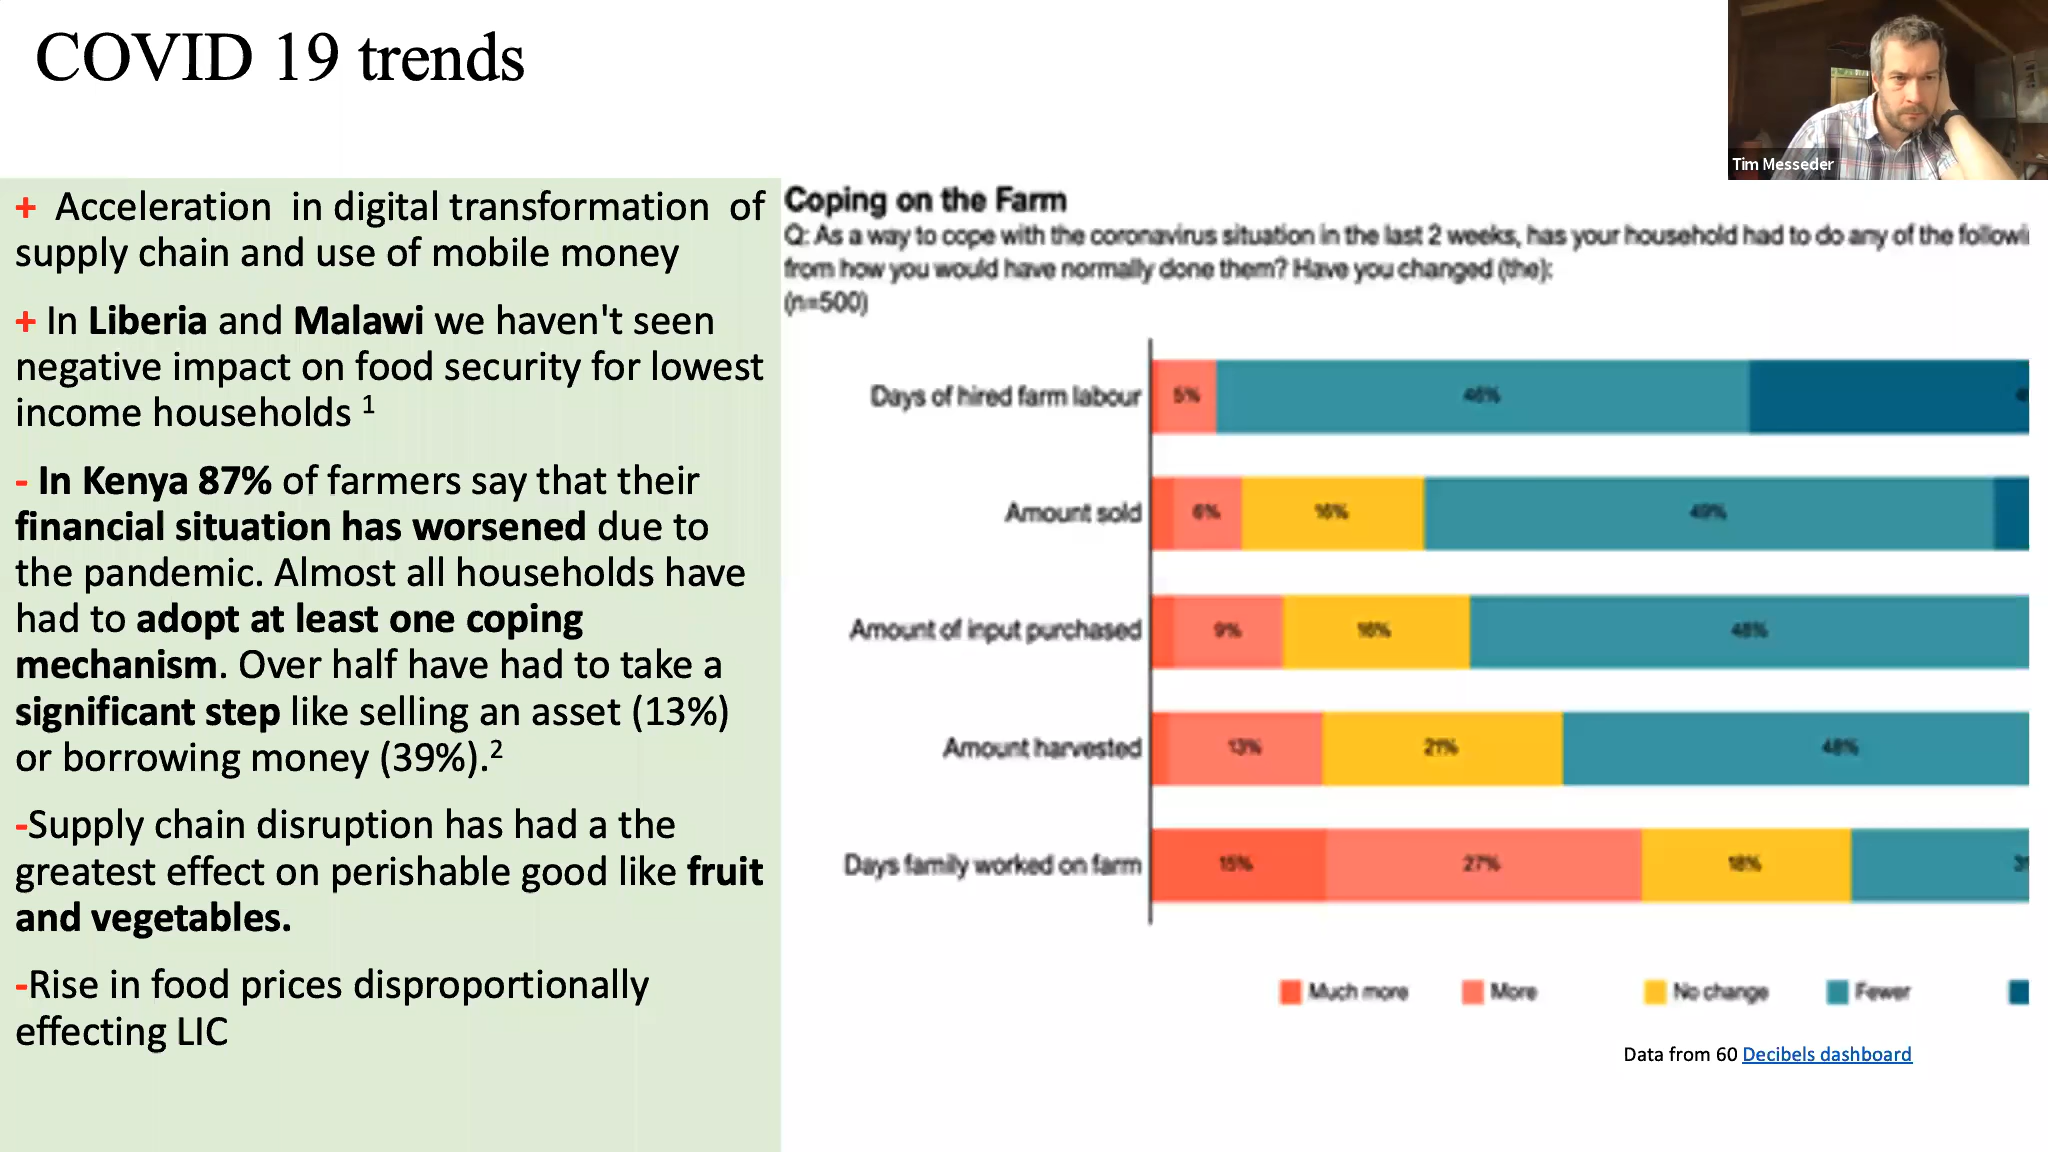 COVID 19 trends
Tim Messeder
+ Acceleration in digital transformation of
supply chain and use of mobile money
+ In Liberia and Malawi we haven't seen
negative impact on food security for lowest
income households 1
- In Kenya 87% of farmers say that their
financial situation has worsened due to
the pandemic. Almost all households have
had to adopt at least one coping
mechanism. Over half have had to take a
significant step like selling an asset (13%)
or borrowing money (39%).2
-Supply chain disruption has had a the
greatest effect on perishable good like fruit
and vegetables.
-Rise in food prices disproportionally
effecting LIC
Coping on the Farm
Q: As a way to cope with the coronavirus situation in the last 2 weeks, has your household had to do any of the
from how you would have normally done them? Have you changed (the):
(n=500)
Days of hired farm labour 5% 46%
Amount sold 6% 16% 49%
Amount of input purchased 9% 16% 48%
Amount harvested 13% 21% 48%
Days family worked on farm 15% 27% 18%
Much more More No change Fewer
Data from 60 Decibels dashboard